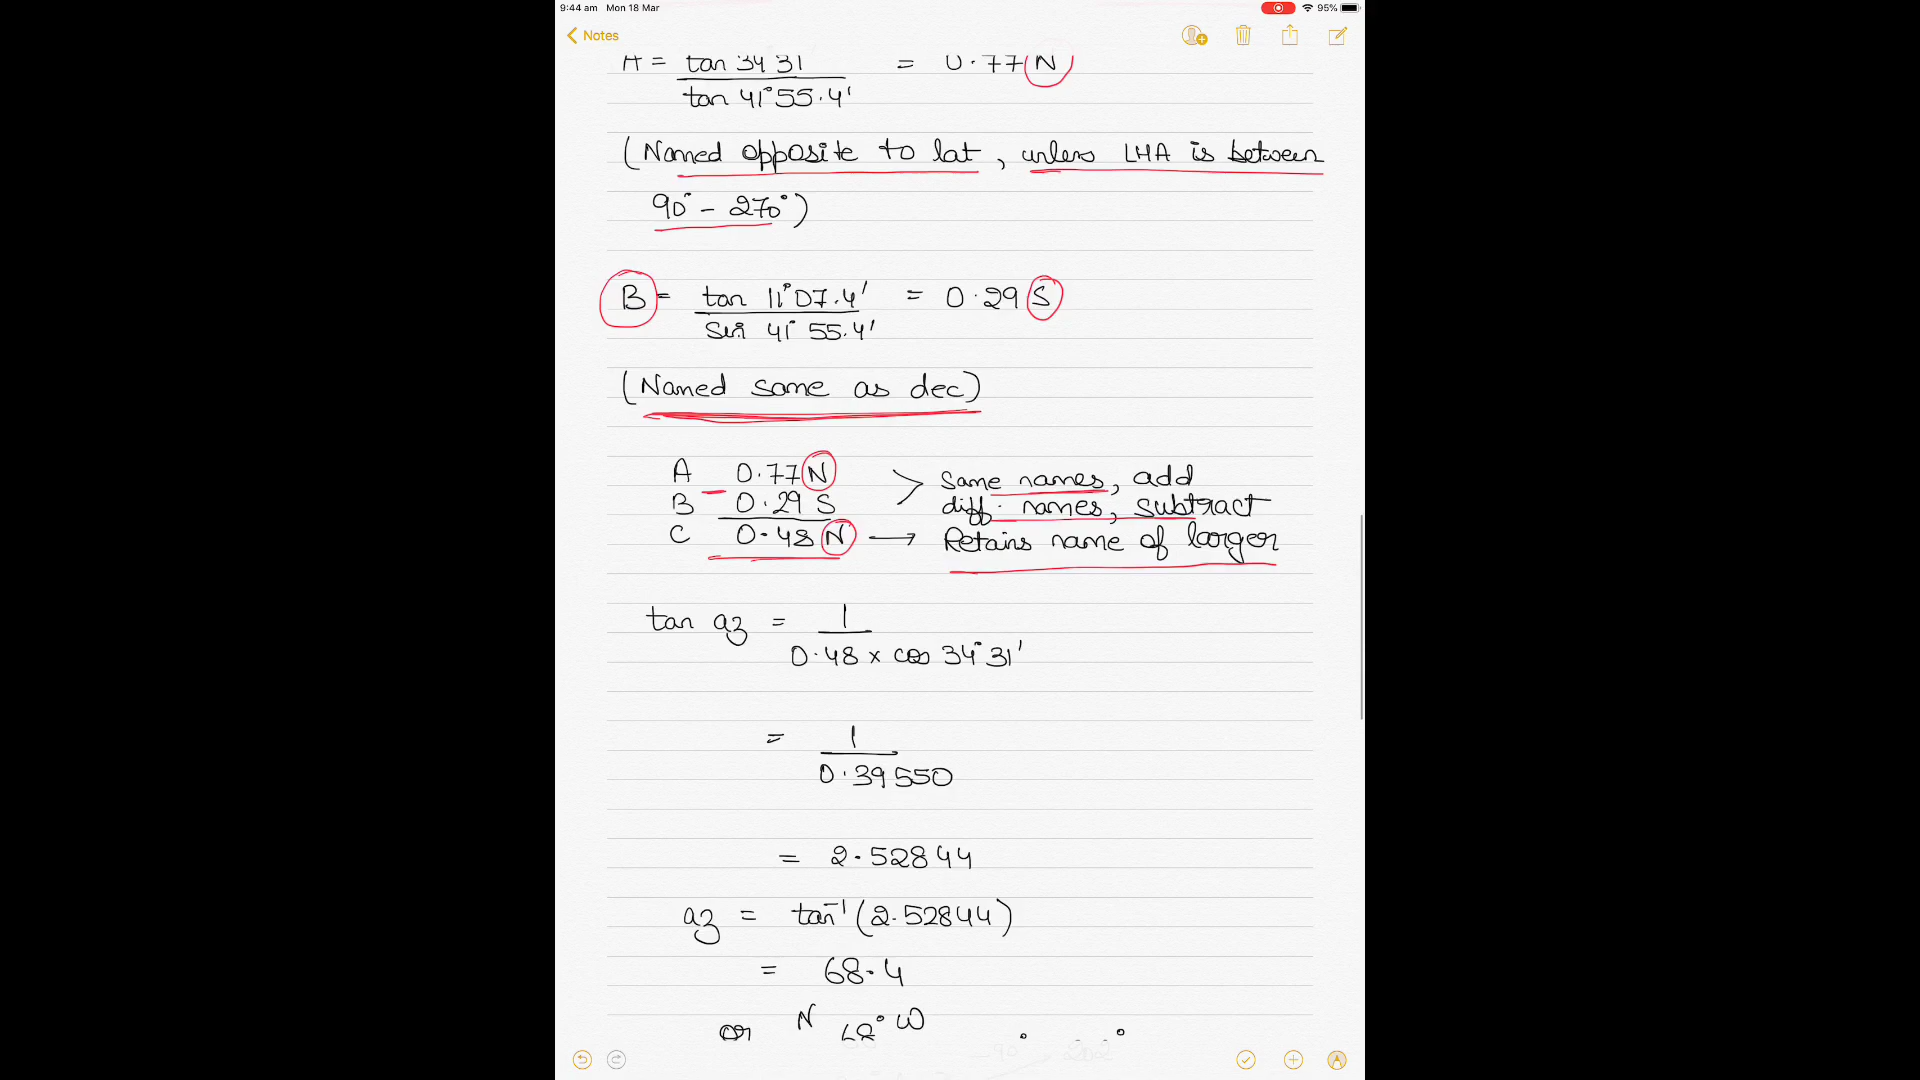 9:44 am Mon 18 Mar 95%
Notes
A = tan 34 31 = 0.77 N
tan 41°55.4'
(Named opposite to lat, unless LHA is between
90° - 270°)
B = tan 11°07.4' = 0.29 S
Sin 41° 55.4'
(Named same as dec)
A 0.77 N > Same names, add
B 0.29 S diff. names, subtract
C 0.48 N → Retains name of larger
tan az = 1
0.48 x cos 34° 31'
= 1
0.39550
= 2.52844
az = tan⁻¹ (2.52844)
= 68.4
or N 68° W